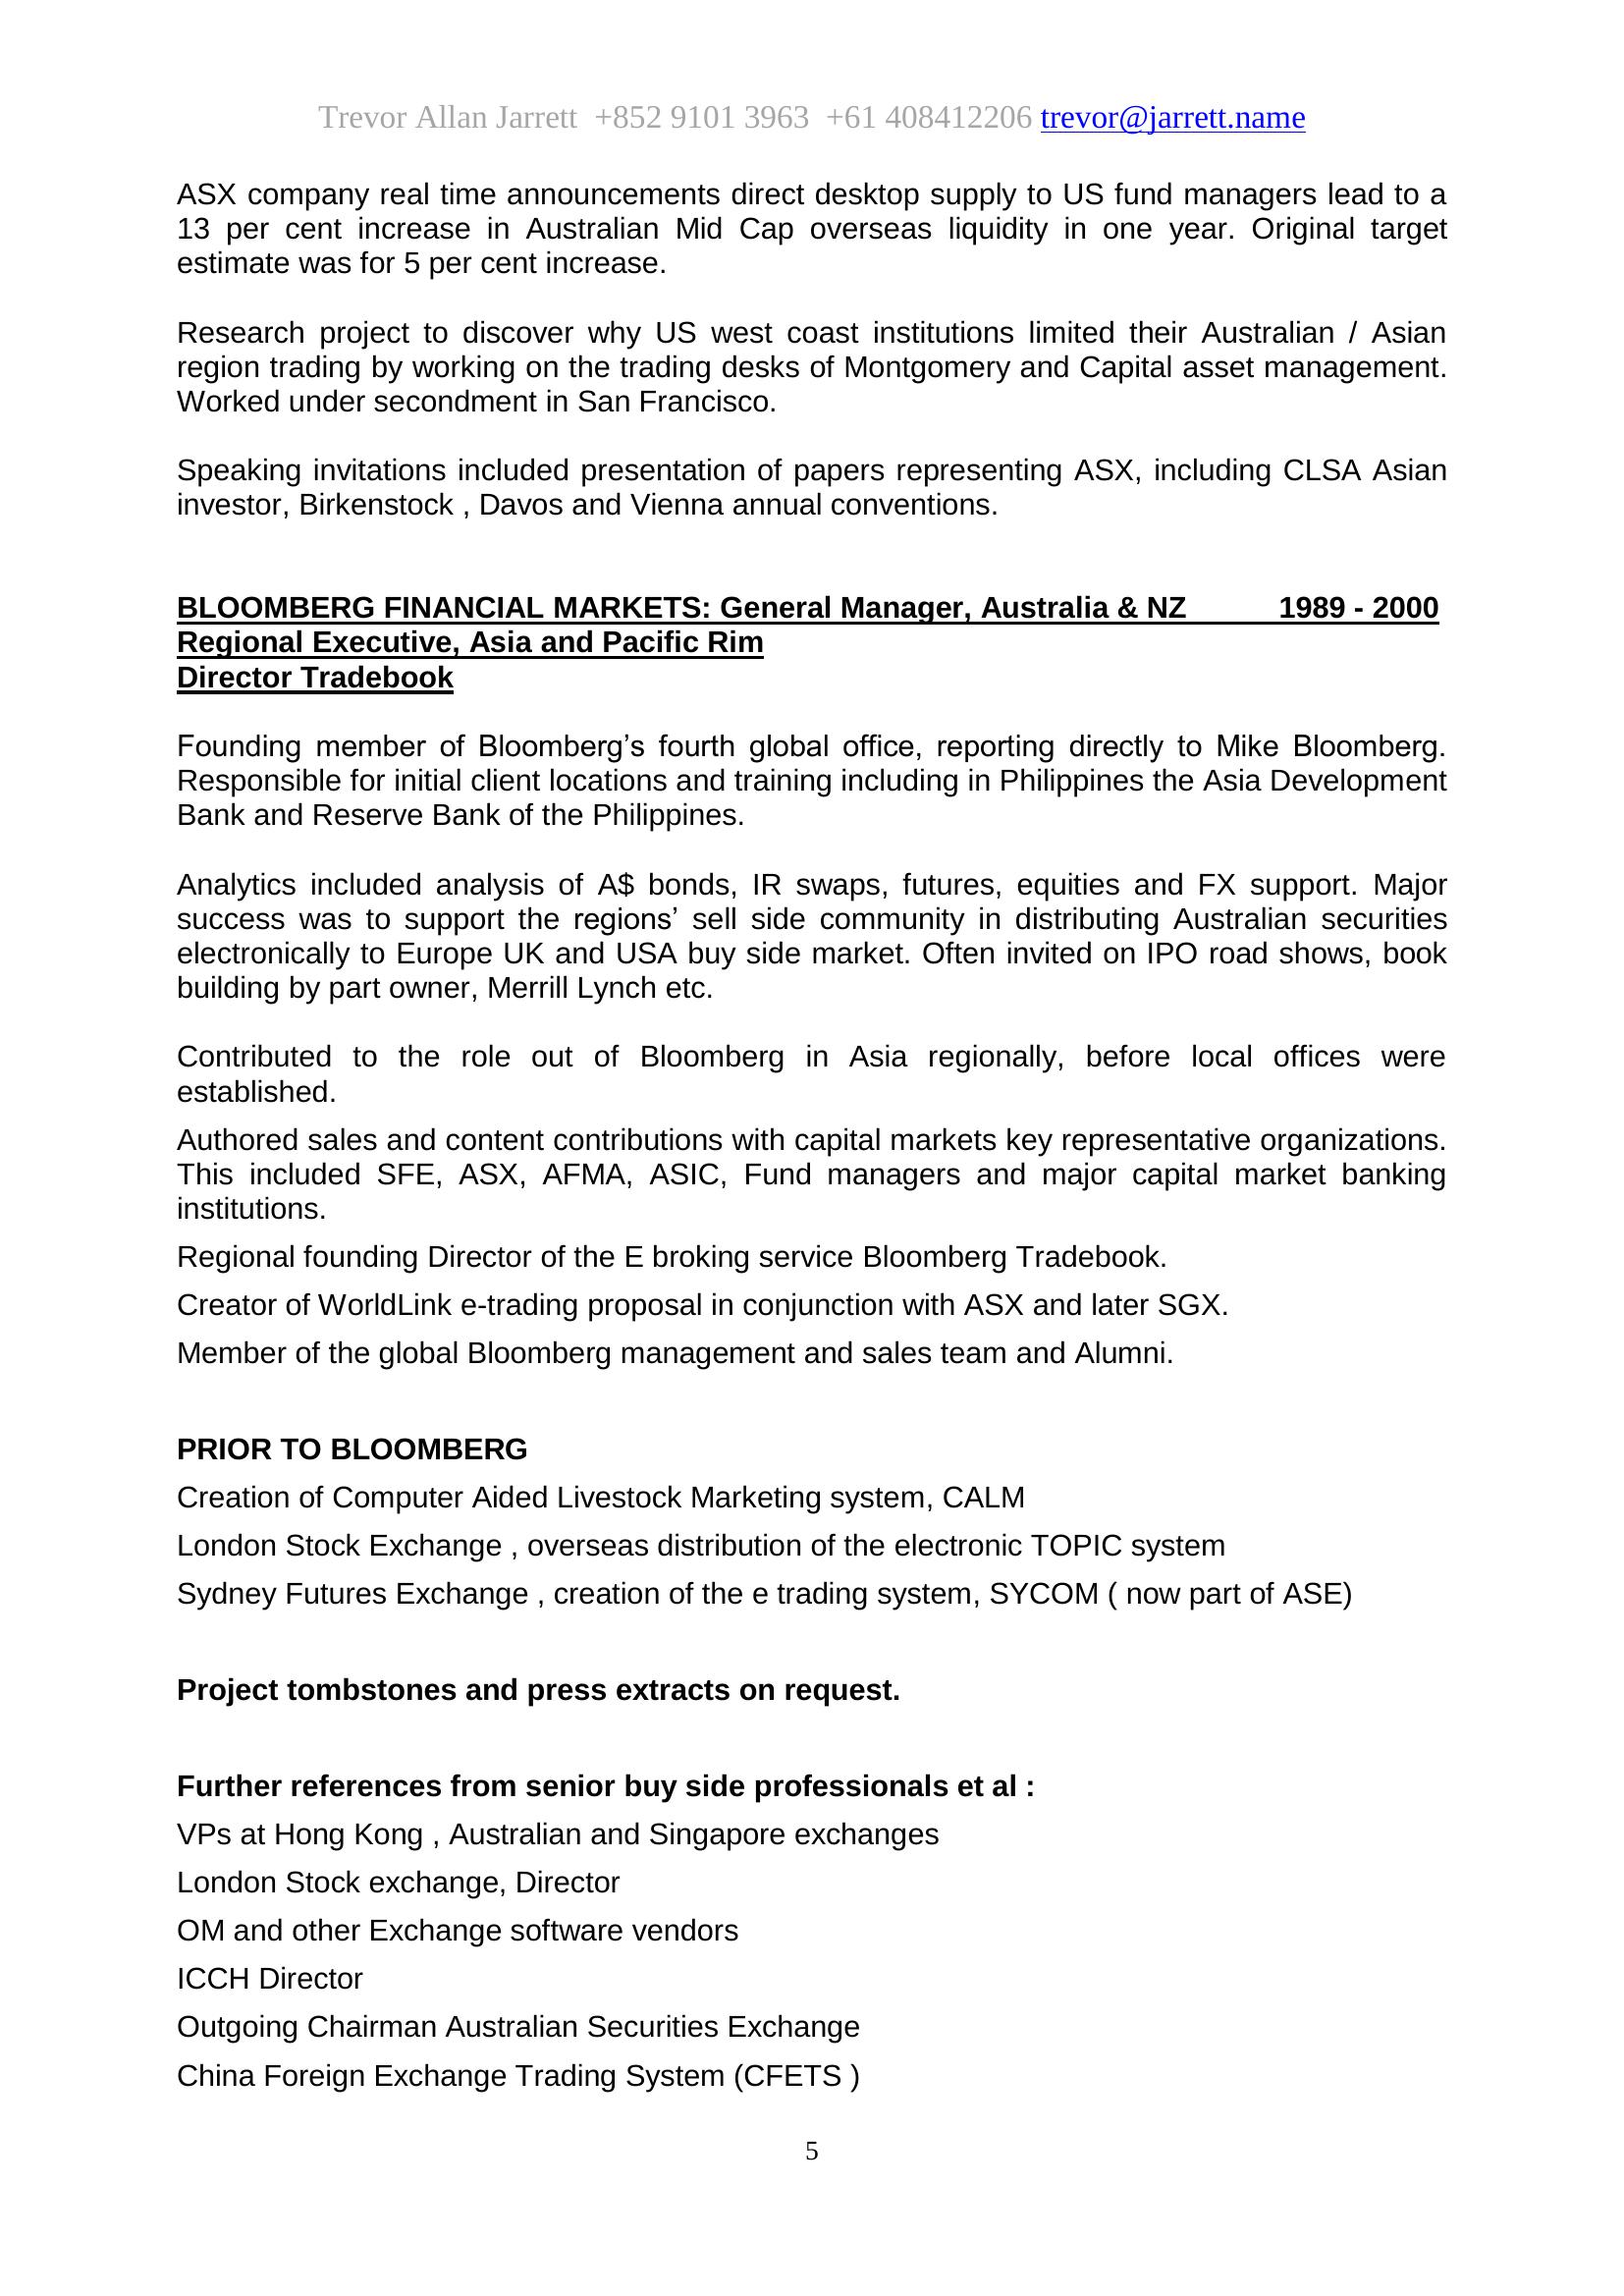 Trevor Allan Jarrett  +852 9101 3963  +61 408412206 trevor@jarrett.name
ASX company real time announcements direct desktop supply to US fund managers lead to a
13 per cent increase in Australian Mid Cap overseas liquidity in one year. Original target
estimate was for 5 per cent increase.
Research project to discover why US west coast institutions limited their Australian / Asian
region trading by working on the trading desks of Montgomery and Capital asset management.
Worked under secondment in San Francisco.
Speaking invitations included presentation of papers representing ASX, including CLSA Asian
investor, Birkenstock , Davos and Vienna annual conventions.
BLOOMBERG FINANCIAL MARKETS: General Manager, Australia & NZ 1989 - 2000
Regional Executive, Asia and Pacific Rim
Director Tradebook
Founding member of Bloomberg’s fourth global office, reporting directly to Mike Bloomberg.
Responsible for initial client locations and training including in Philippines the Asia Development
Bank and Reserve Bank of the Philippines.
Analytics included analysis of A$ bonds, IR swaps, futures, equities and FX support. Major
success was to support the regions’ sell side community in distributing Australian securities
electronically to Europe UK and USA buy side market. Often invited on IPO road shows, book
building by part owner, Merrill Lynch etc.
Contributed to the role out of Bloomberg in Asia regionally, before local offices were
established.
Authored sales and content contributions with capital markets key representative organizations.
This included SFE, ASX, AFMA, ASIC, Fund managers and major capital market banking
institutions.
Regional founding Director of the E broking service Bloomberg Tradebook.
Creator of WorldLink e-trading proposal in conjunction with ASX and later SGX.
Member of the global Bloomberg management and sales team and Alumni.
PRIOR TO BLOOMBERG
Creation of Computer Aided Livestock Marketing system, CALM
London Stock Exchange , overseas distribution of the electronic TOPIC system
Sydney Futures Exchange , creation of the e trading system, SYCOM ( now part of ASE)
Project tombstones and press extracts on request.
Further references from senior buy side professionals et al :
VPs at Hong Kong , Australian and Singapore exchanges
London Stock exchange, Director
OM and other Exchange software vendors
ICCH Director
Outgoing Chairman Australian Securities Exchange
China Foreign Exchange Trading System (CFETS )
5